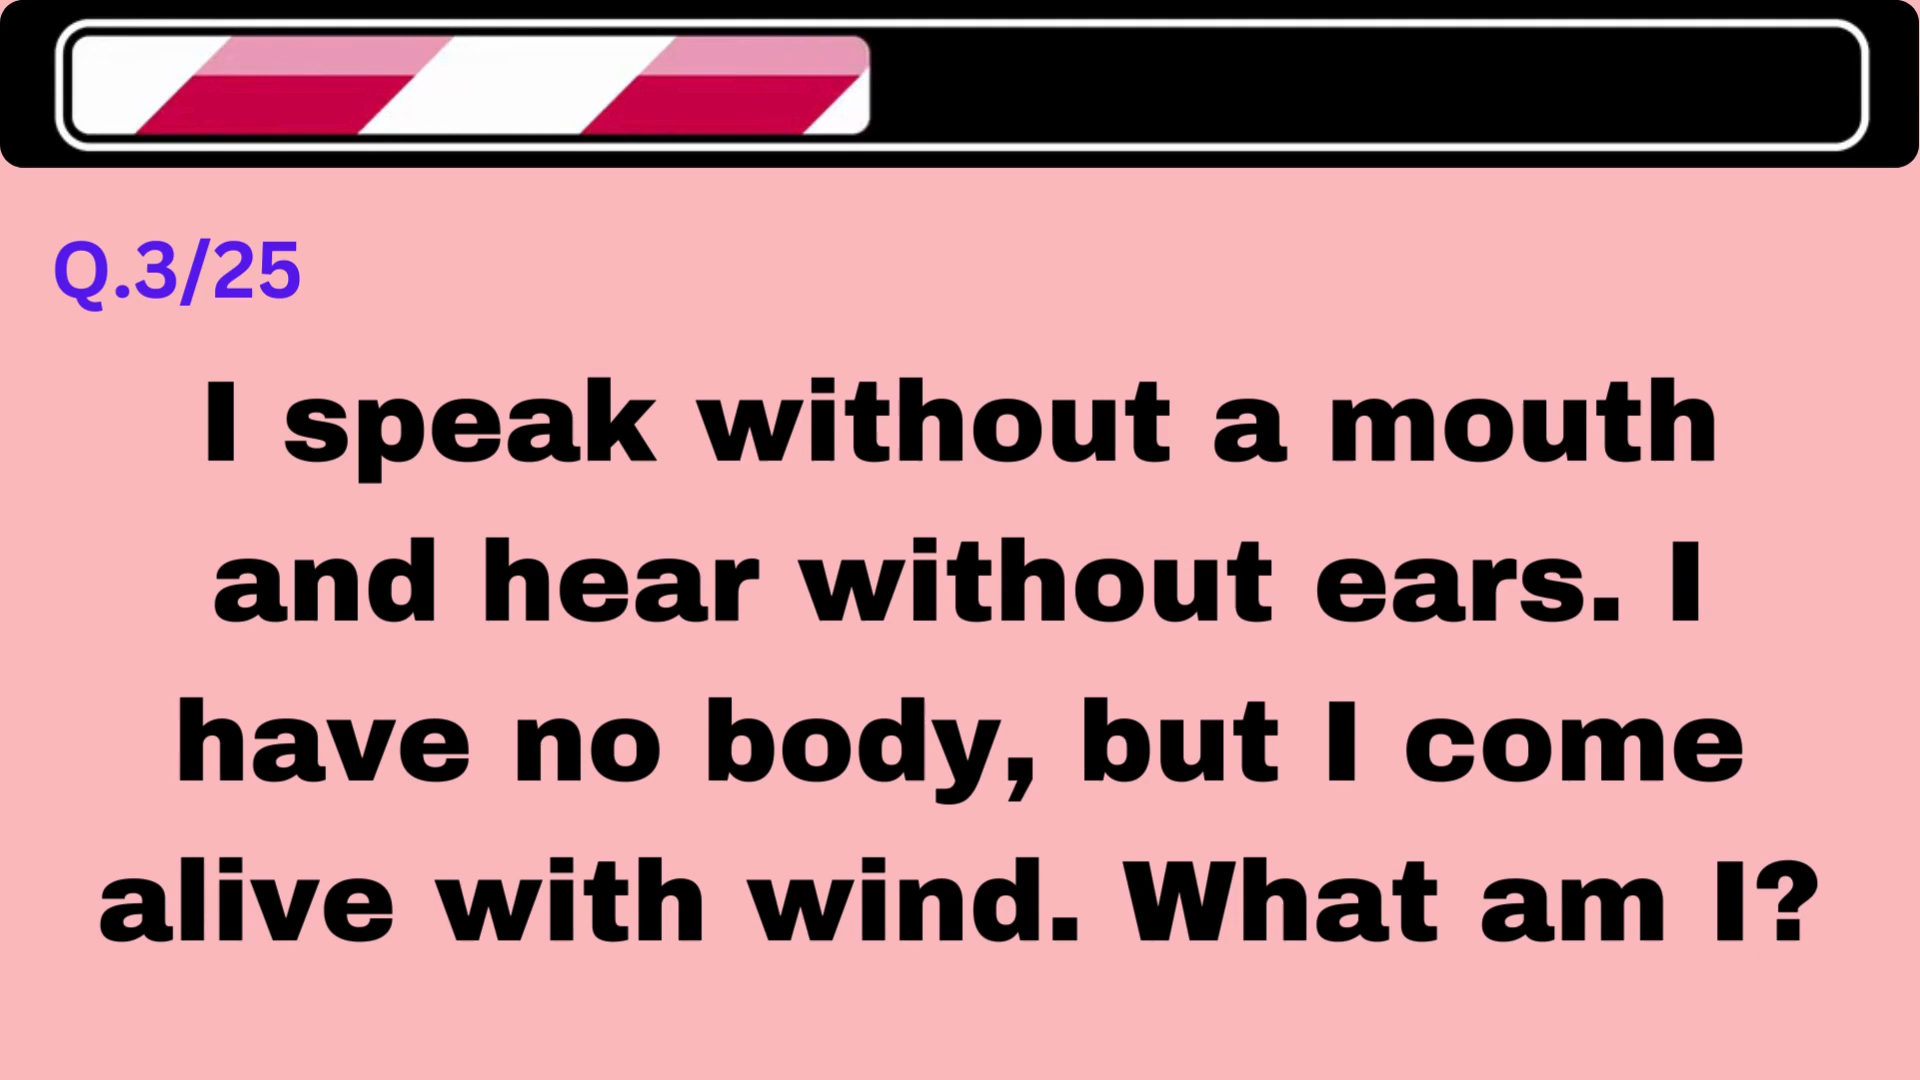 Q.3/25
I speak without a mouth
and hear without ears. I
have no body, but I come
alive with wind. What am I?